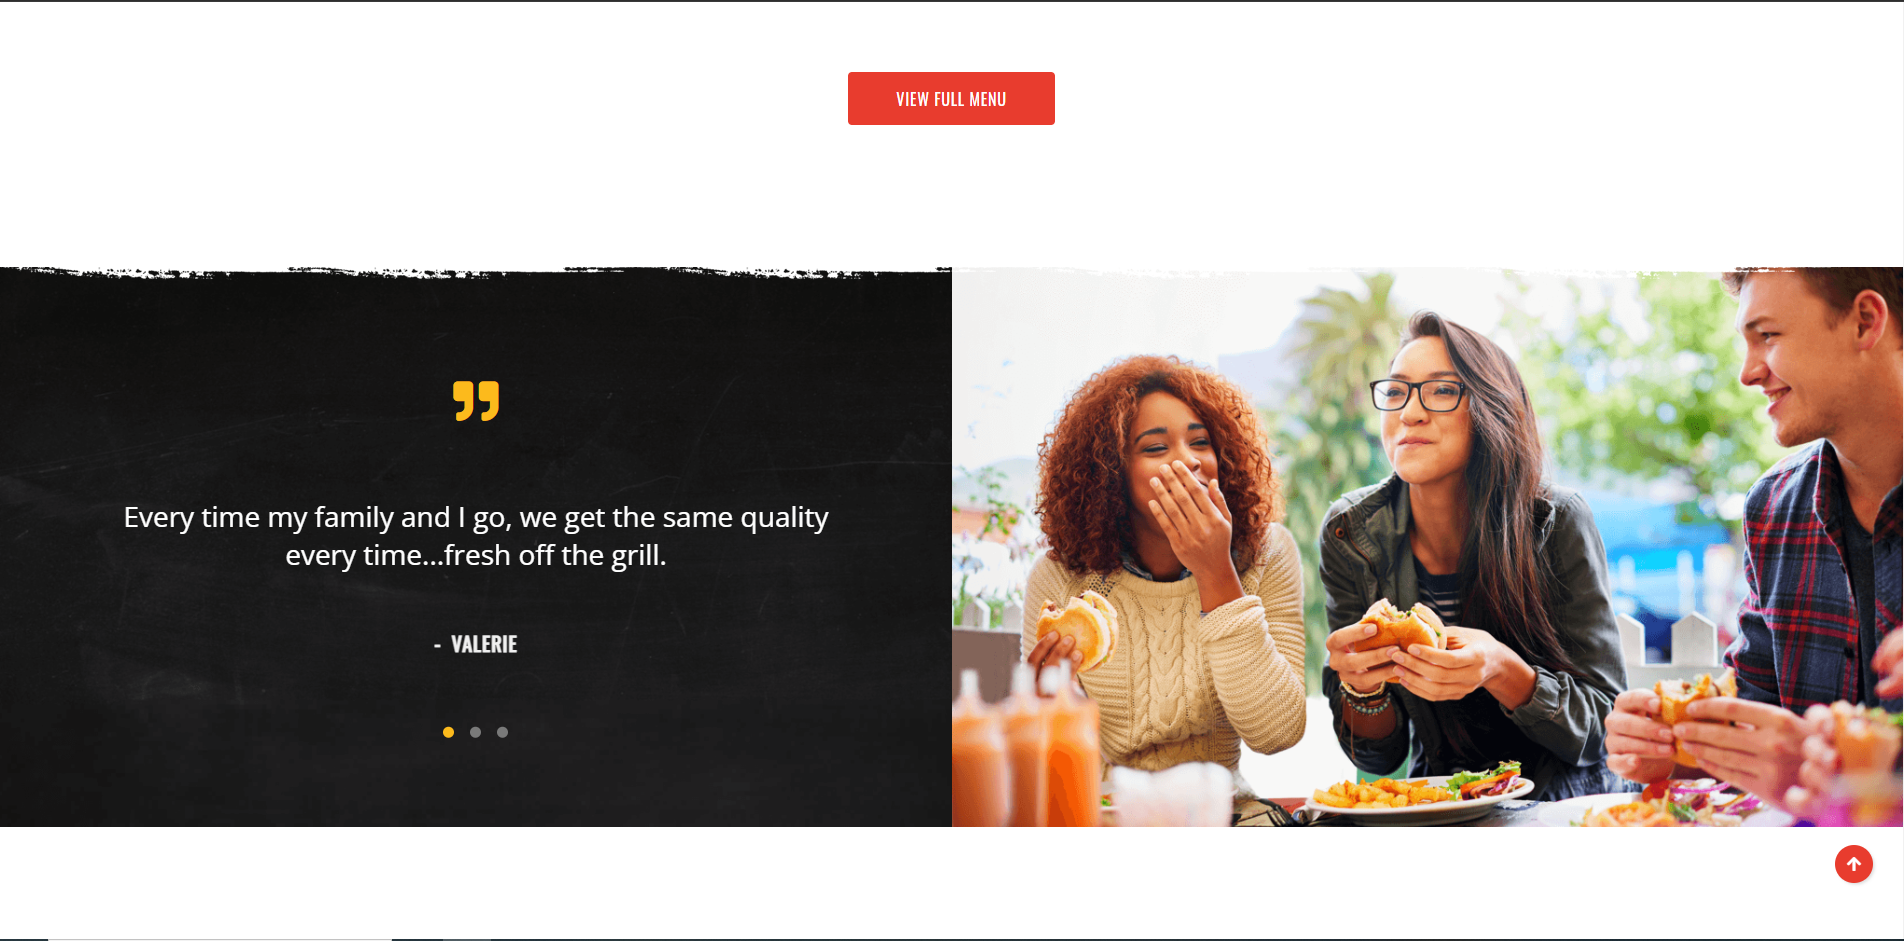 VIEW FULL MENU
Every time my family and I go, we get the same quality
every time...fresh off the grill.
- VALERIE